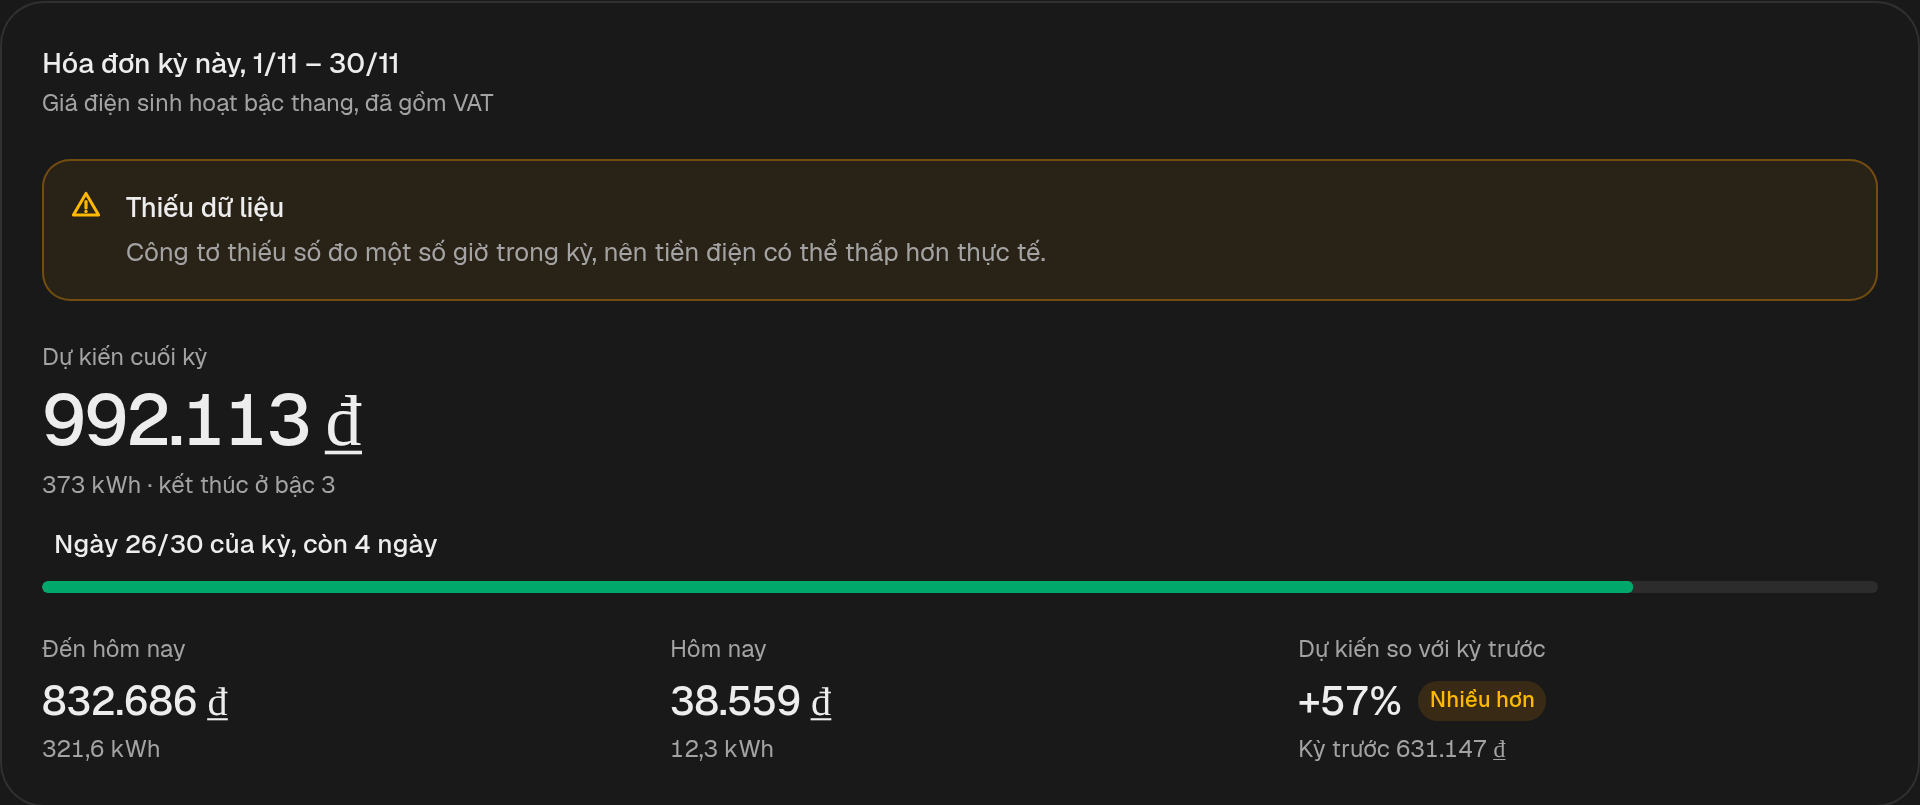 Hóa đơn kỳ này, 1/11 – 30/11
Giá điện sinh hoạt bậc thang, đã gồm VAT
Thiếu dữ liệu
Công tơ thiếu số đo một số giờ trong kỳ, nên tiền điện có thể thấp hơn thực tế.
Dự kiến cuối kỳ
992.113 ₫
373 kWh · kết thúc ở bậc 3
Ngày 26/30 của kỳ, còn 4 ngày
Đến hôm nay
832.686 ₫
321,6 kWh
Hôm nay
38.559 ₫
12,3 kWh
Dự kiến so với kỳ trước
+57% Nhiều hơn
Kỳ trước 631.147 ₫